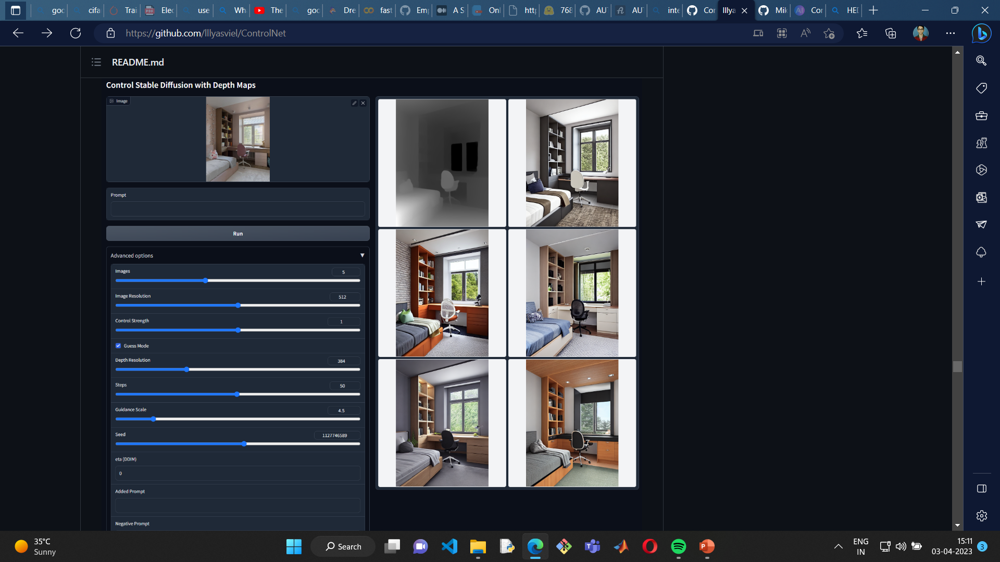 goo
cifa
Trai
Elec
use
Wh
The
goo
Dre
fast
Emp
A S
Onl
http
768
AU
AU
inte
Cor
lllya
Mik
Cor
HEI
https://github.com/lllyasviel/ControlNet
README.md
Control Stable Diffusion with Depth Maps
Image
Prompt
Run
Advanced options
Images
5
Image Resolution
512
Control Strength
1
Guess Mode
Depth Resolution
384
Steps
50
Guidance Scale
4.5
Seed
1127746589
eta (DDIM)
0
Added Prompt
Negative Prompt
35°C
Sunny
Search
ENG
IN
15:11
03-04-2023
3